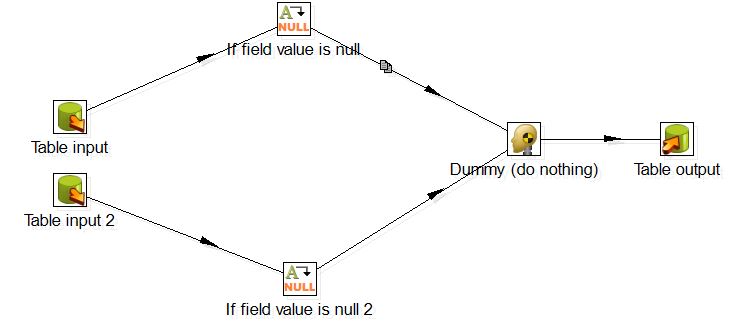 A
NULL
If field value is null
Table input
Dummy (do nothing)
Table output
Table input 2
A
NULL
If field value is null 2